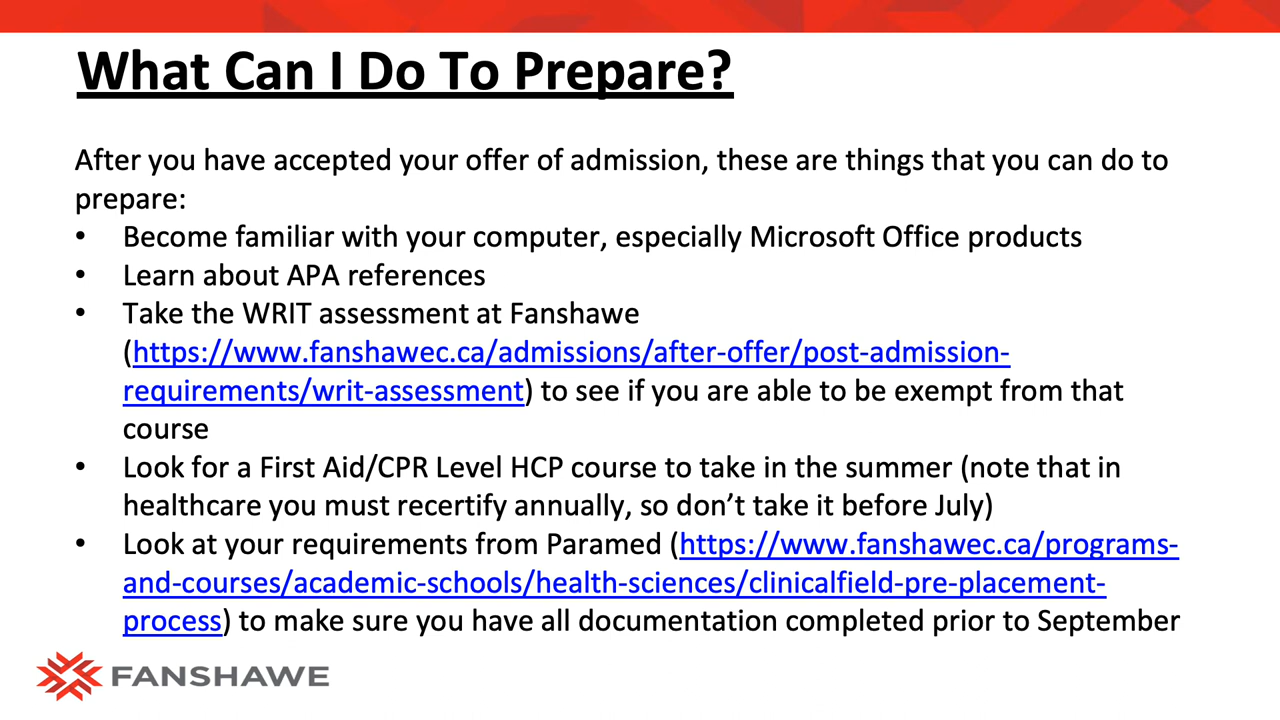 What Can I Do To Prepare?
After you have accepted your offer of admission, these are things that you can do to
prepare:
• Become familiar with your computer, especially Microsoft Office products
• Learn about APA references
• Take the WRIT assessment at Fanshawe
(https://www.fanshawec.ca/admissions/after-offer/post-admission-
requirements/writ-assessment) to see if you are able to be exempt from that
course
• Look for a First Aid/CPR Level HCP course to take in the summer (note that in
healthcare you must recertify annually, so don’t take it before July)
• Look at your requirements from Paramed (https://www.fanshawec.ca/programs-
and-courses/academic-schools/health-sciences/clinicalfield-pre-placement-
process) to make sure you have all documentation completed prior to September
FANSHAWE